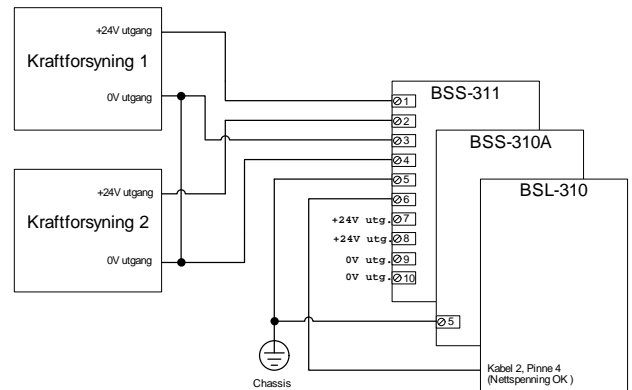 +24V utgang
Kraftforsyning 1
0V utgang
+24V utgang
Kraftforsyning 2
0V utgang
BSS-311
1
2
3
4
5
6
+24V utg. 7
+24V utg. 8
0V utg. 9
0V utg. 10
BSS-310A
5
BSL-310
Kabel 2, Pinne 4
(Nettspenning OK )
Chassis